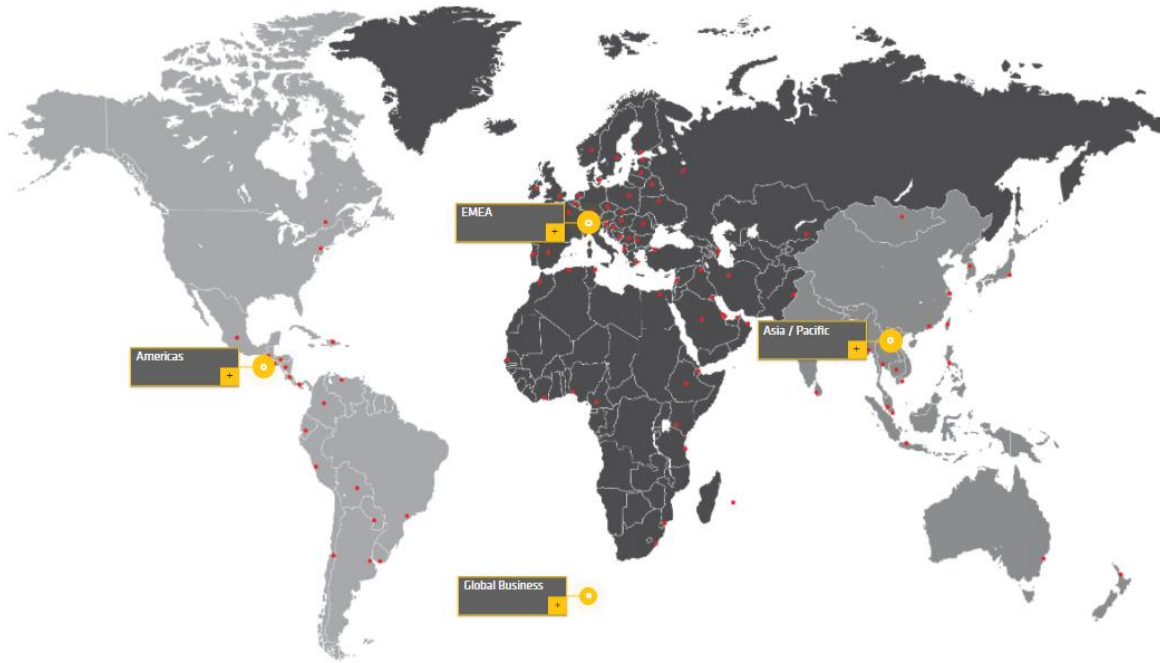 EMEA
+
Asia / Pacific
+
Americas
+
Global Business
+